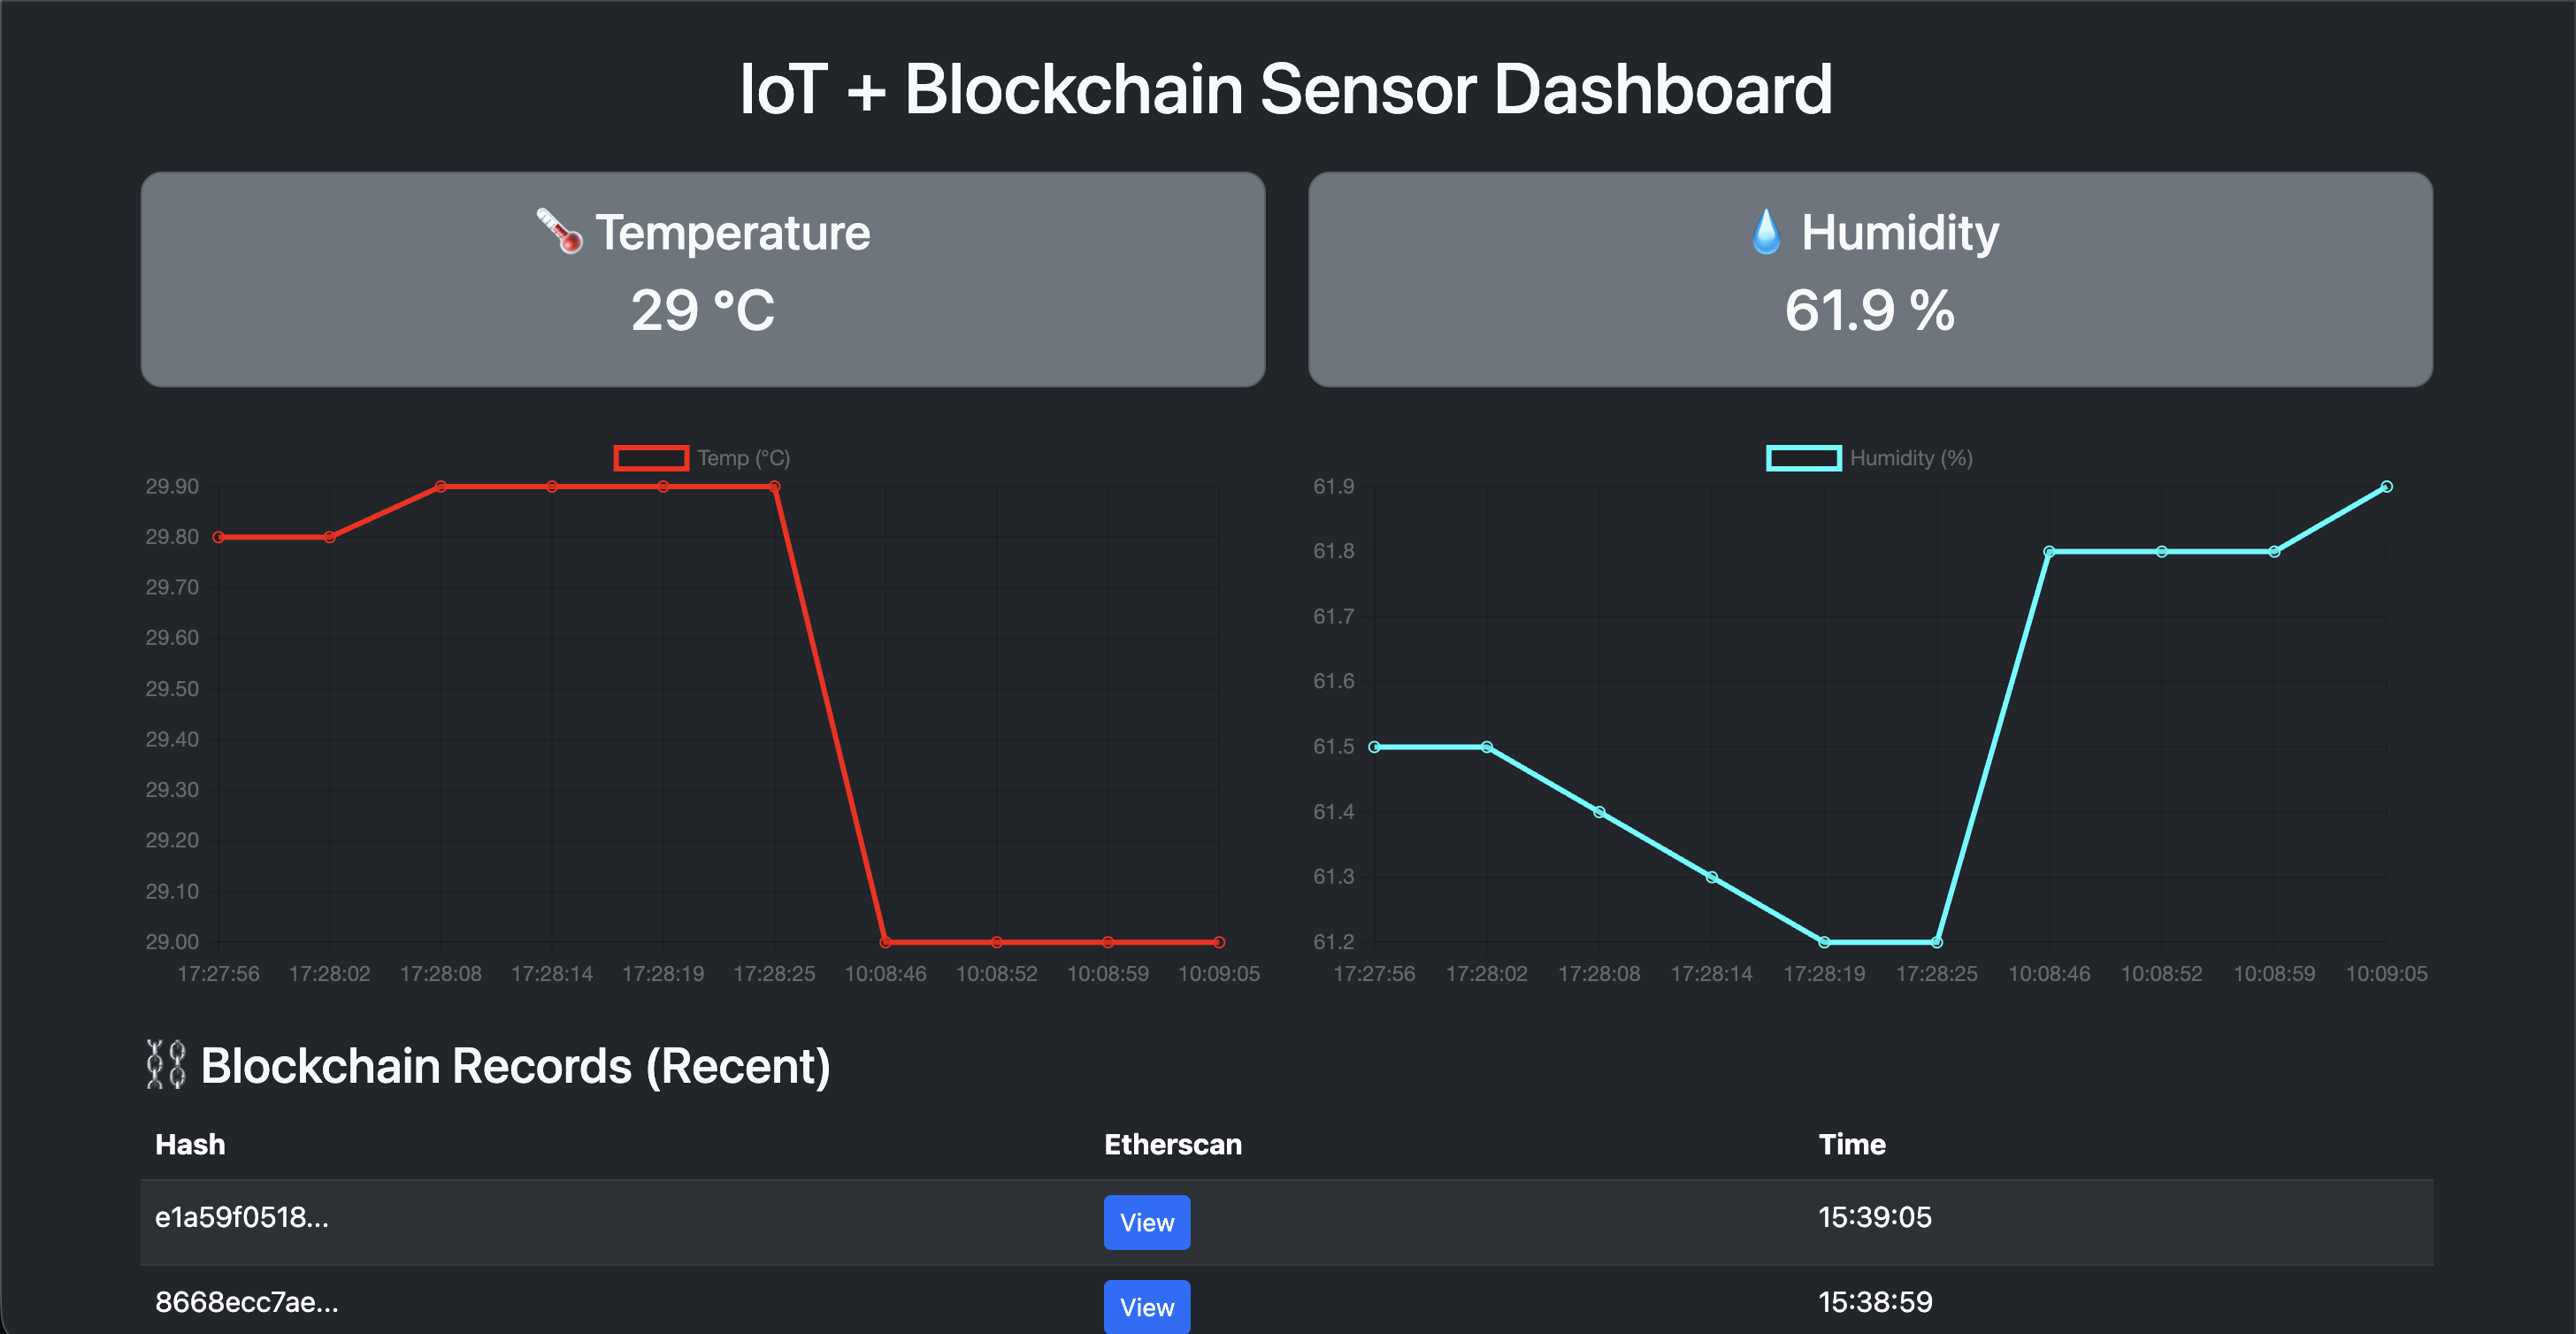 IoT + Blockchain Sensor Dashboard
🌡️ Temperature
29 °C
💧 Humidity
61.9 %
Temp (°C)
29.90
29.80
29.70
29.60
29.50
29.40
29.30
29.20
29.10
29.00
17:27:56 17:28:02 17:28:08 17:28:14 17:28:19 17:28:25 10:08:46 10:08:52 10:08:59 10:09:05
Humidity (%)
61.9
61.8
61.7
61.6
61.5
61.4
61.3
61.2
17:27:56 17:28:02 17:28:08 17:28:14 17:28:19 17:28:25 10:08:46 10:08:52 10:08:59 10:09:05
⛓️ Blockchain Records (Recent)
Hash Etherscan Time
e1a59f0518... View 15:39:05
8668ecc7ae... View 15:38:59